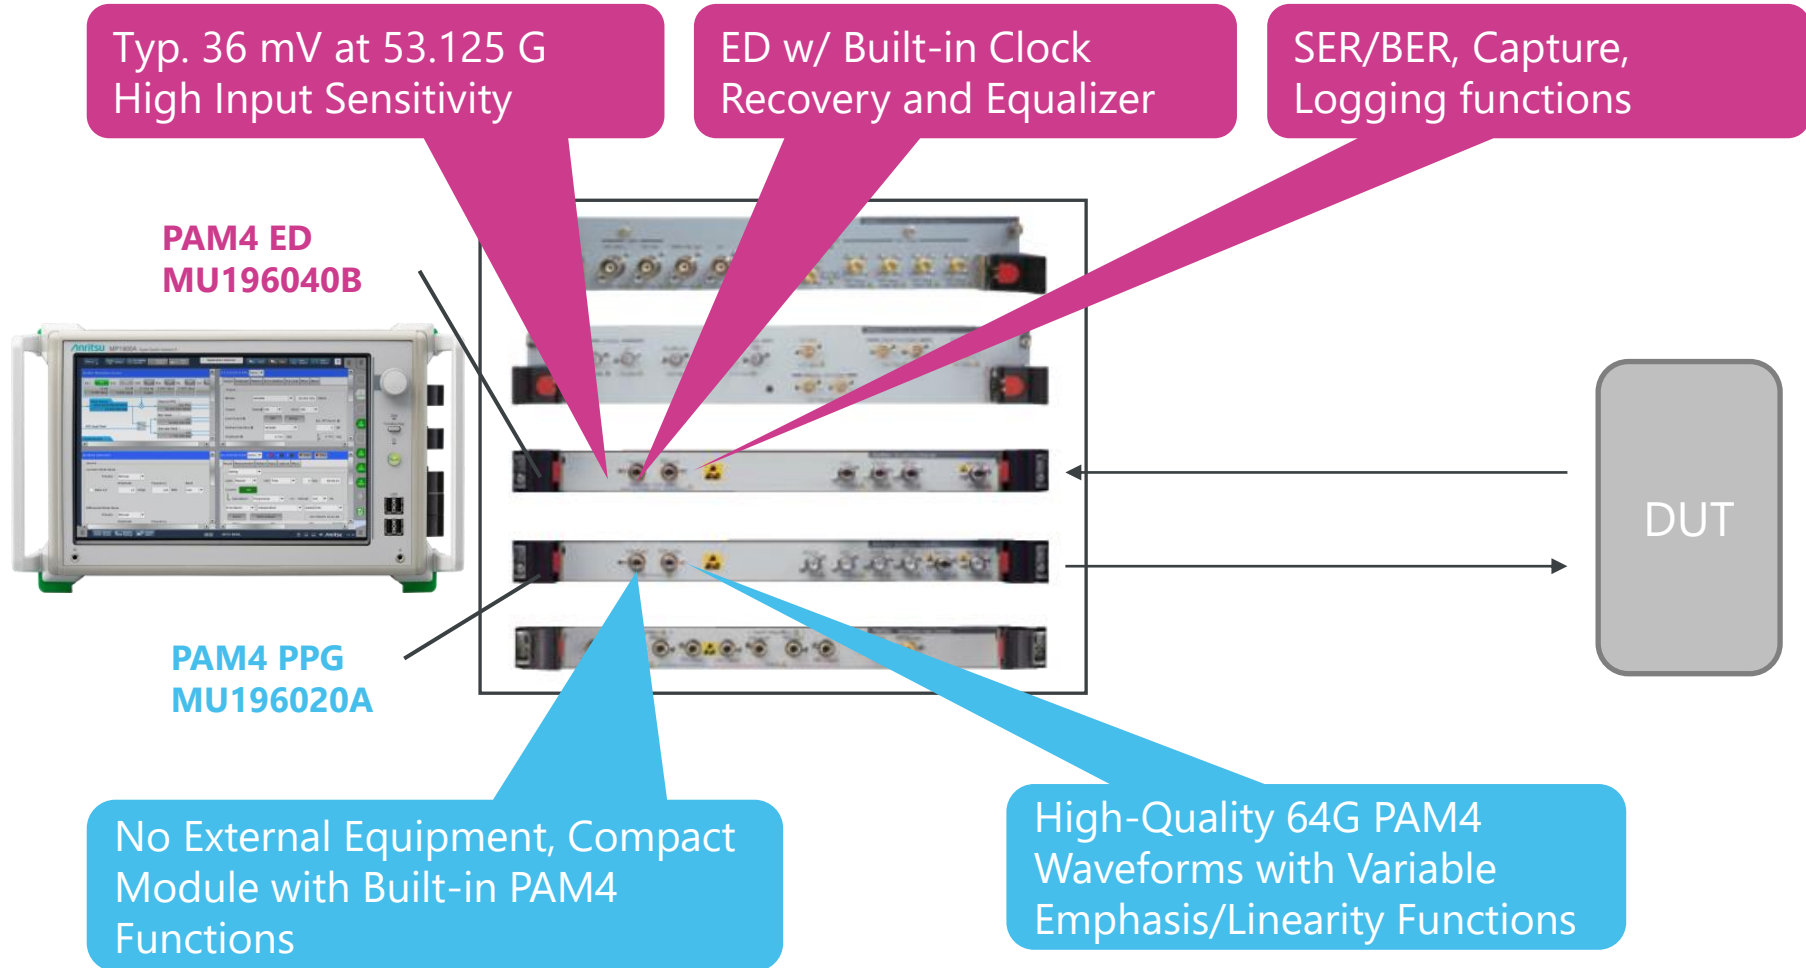 Typ. 36 mV at 53.125 G
High Input Sensitivity
ED w/ Built-in Clock
Recovery and Equalizer
SER/BER, Capture,
Logging functions
PAM4 ED
MU196040B
Anritsu MP1900A
DUT
PAM4 PPG
MU196020A
No External Equipment, Compact
Module with Built-in PAM4
Functions
High-Quality 64G PAM4
Waveforms with Variable
Emphasis/Linearity Functions